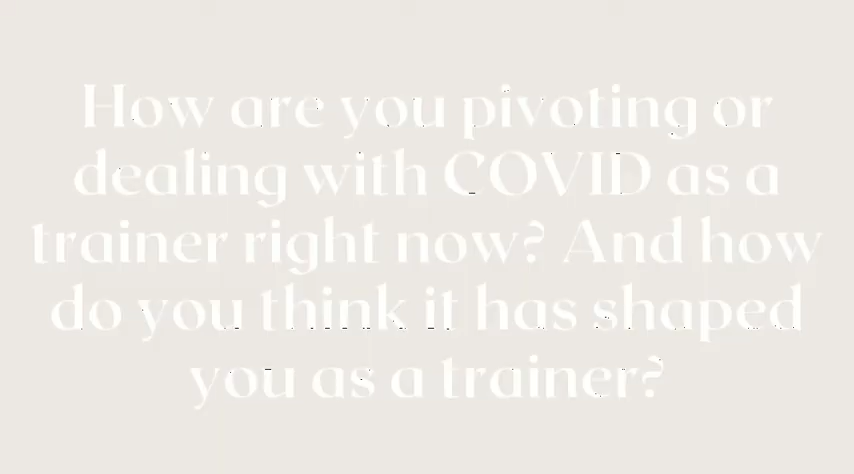 How are you pivoting or
dealing with COVID as a
trainer right now? And how
do you think it has shaped
you as a trainer?